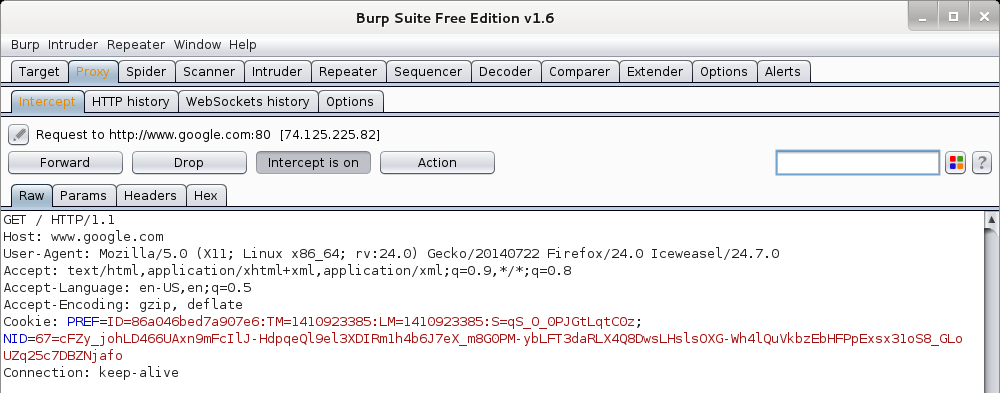 Burp Suite Free Edition v1.6
Burp Intruder Repeater Window Help
Target Proxy Spider Scanner Intruder Repeater Sequencer Decoder Comparer Extender Options Alerts
Intercept HTTP history WebSockets history Options
Request to http://www.google.com:80 [74.125.225.82]
Forward Drop Intercept is on Action ?
Raw Params Headers Hex
GET / HTTP/1.1
Host: www.google.com
User-Agent: Mozilla/5.0 (X11; Linux x86_64; rv:24.0) Gecko/20140722 Firefox/24.0 Iceweasel/24.7.0
Accept: text/html,application/xhtml+xml,application/xml;q=0.9,*/*;q=0.8
Accept-Language: en-US,en;q=0.5
Accept-Encoding: gzip, deflate
Cookie: PREF=ID=86a046bed7a907e6:TM=1410923385:LM=1410923385:S=qS_O_0PJGtLqtC0z;
NID=67=cFZy_johLD466UAxn9mFcIlJ-HdpqeQl9el3XDIRm1h4b6J7eX_m8G0PM-ybLFT3daRLX4Q8DwsLHslsOXG-Wh4lQuVkbzEbHFPpExsx31oS8_GLo
UZq25c7DBZNjafo
Connection: keep-alive